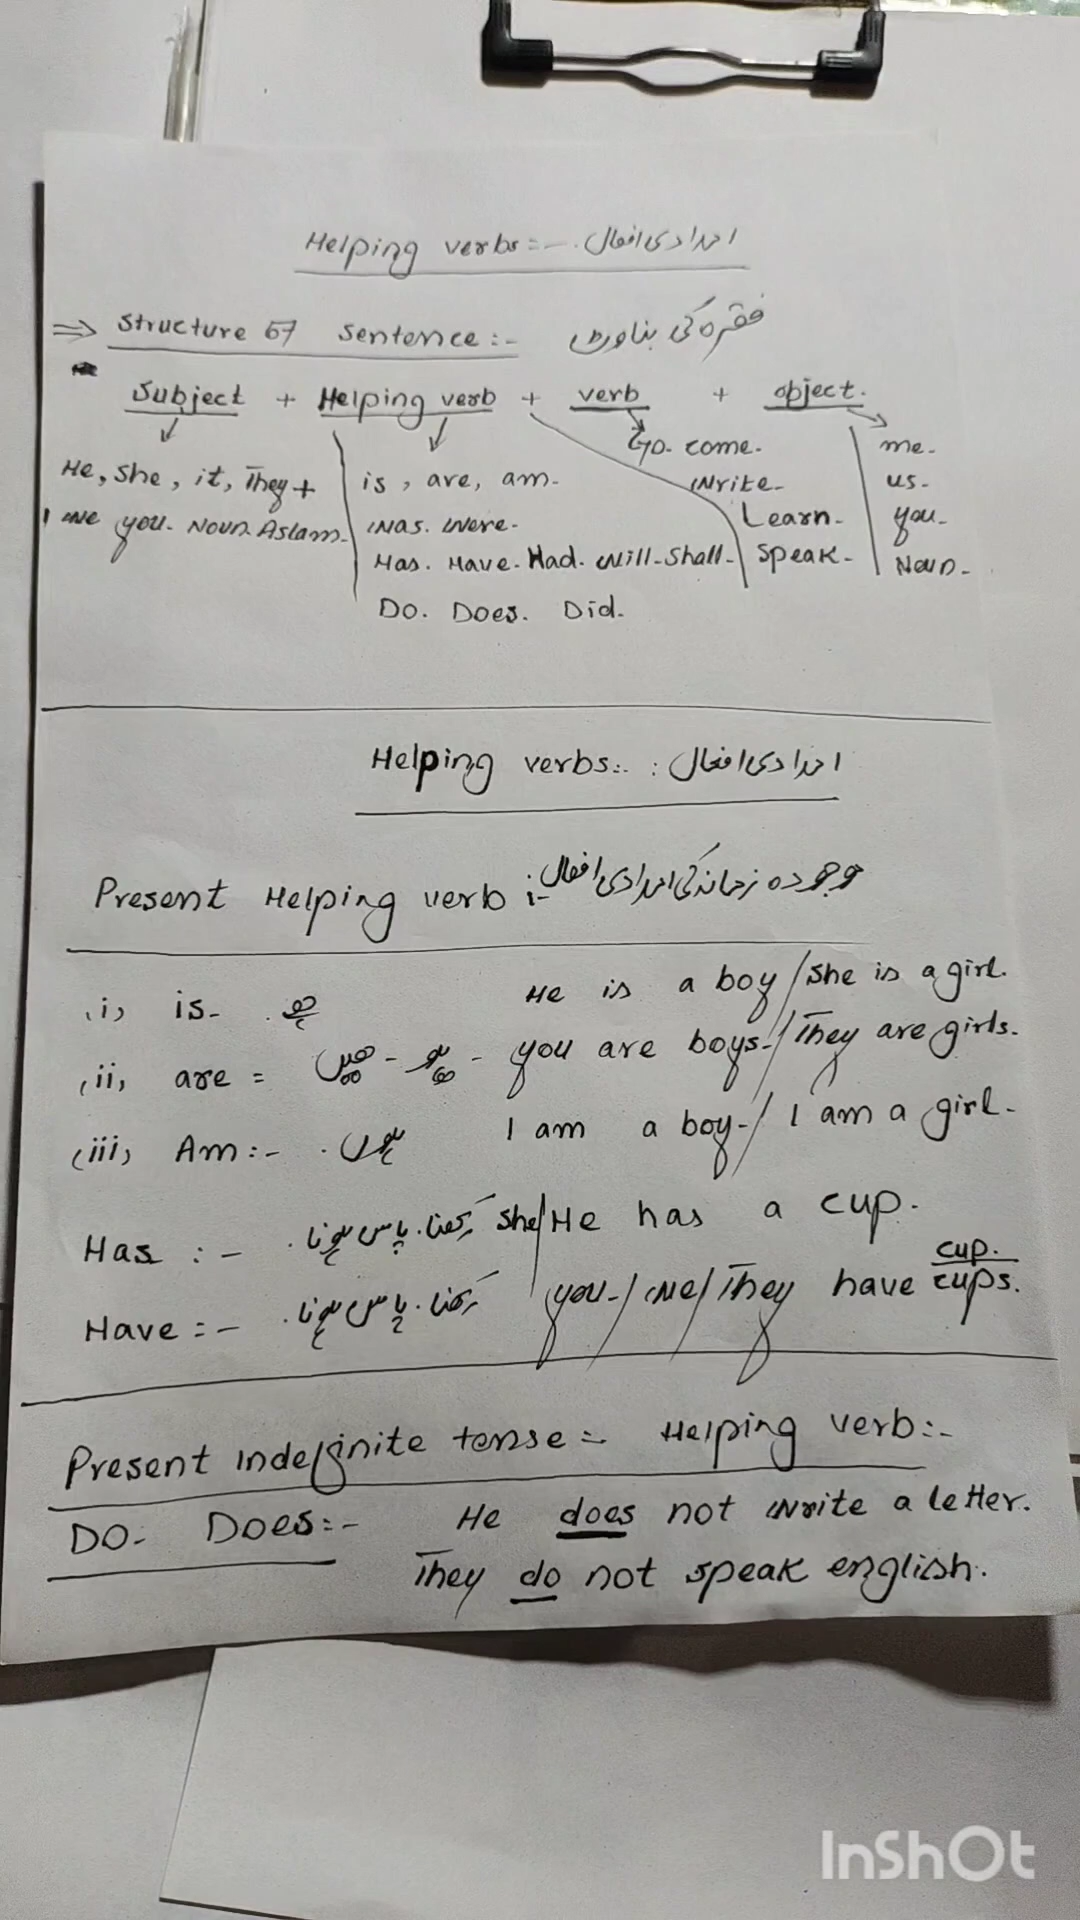 Helping verbs:-. امدادی افعال
⇒ Structure of Sentence:- فقرہ کی بناوٹ
Subject + Helping verb + verb + object.
He, She, it, They + is, are, am. Go. come. me.
I we you. Noun. Aslam. Was. Were. Write. us.
Has. Have. Had. Will. Shall. Learn. you.
Do. Does. Did. Speak. Noun.
Helping verbs:. : امدادی افعال
Present Helping verb :- موجودہ زمانہ کی امدادی افعال
(i) is- ہے He is a boy / She is a girl.
(ii) are = ہیں - ہو - you are boys- / They are girls.
(iii) Am:- ہوں I am a boy- / I am a girl-
Has :- رکھنا. پاس ہونا. She/He has a cup.
Have :- رکھنا. پاس ہونا. you-/We/They have cup. cups.
Present indefinite tense =- Helping verb:-
DO- Does:- He does not write a letter.
They do not speak english.
InShOt